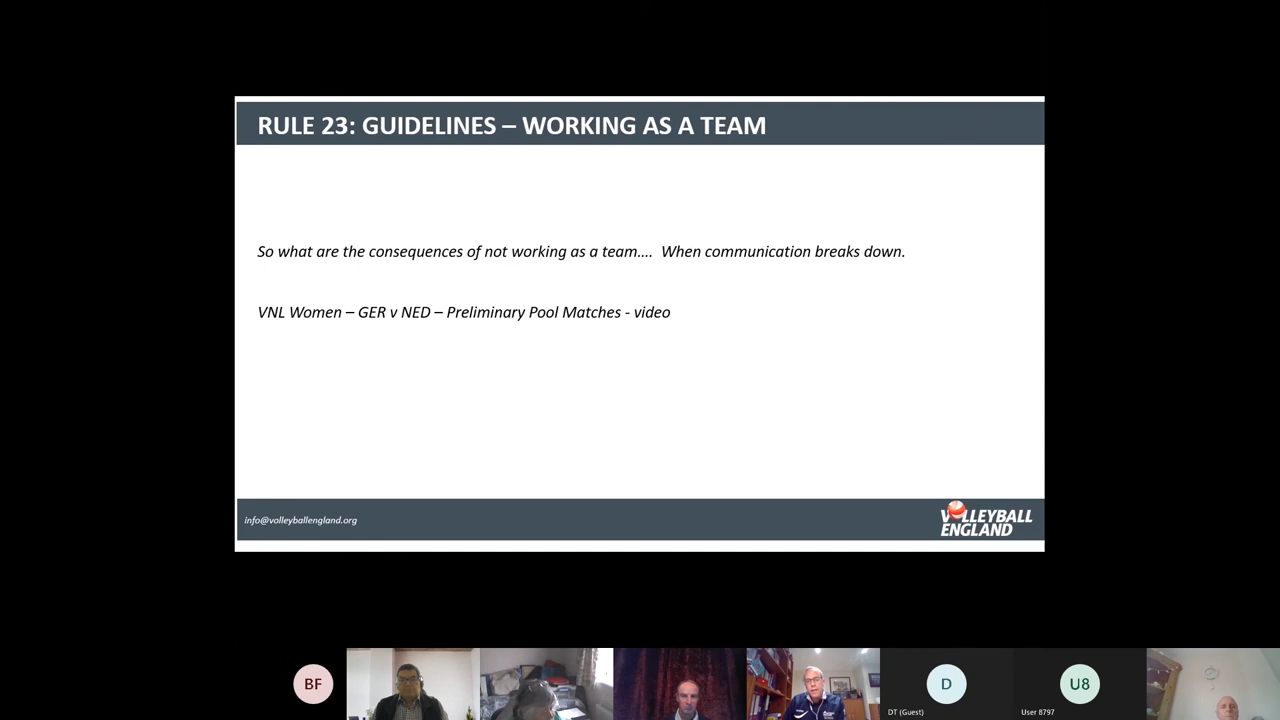 RULE 23: GUIDELINES – WORKING AS A TEAM
So what are the consequences of not working as a team.... When communication breaks down.
VNL Women – GER v NED – Preliminary Pool Matches - video
info@volleyballengland.org
VOLLEYBALL
ENGLAND
BF
D
U8
DT (Guest)
User 8797